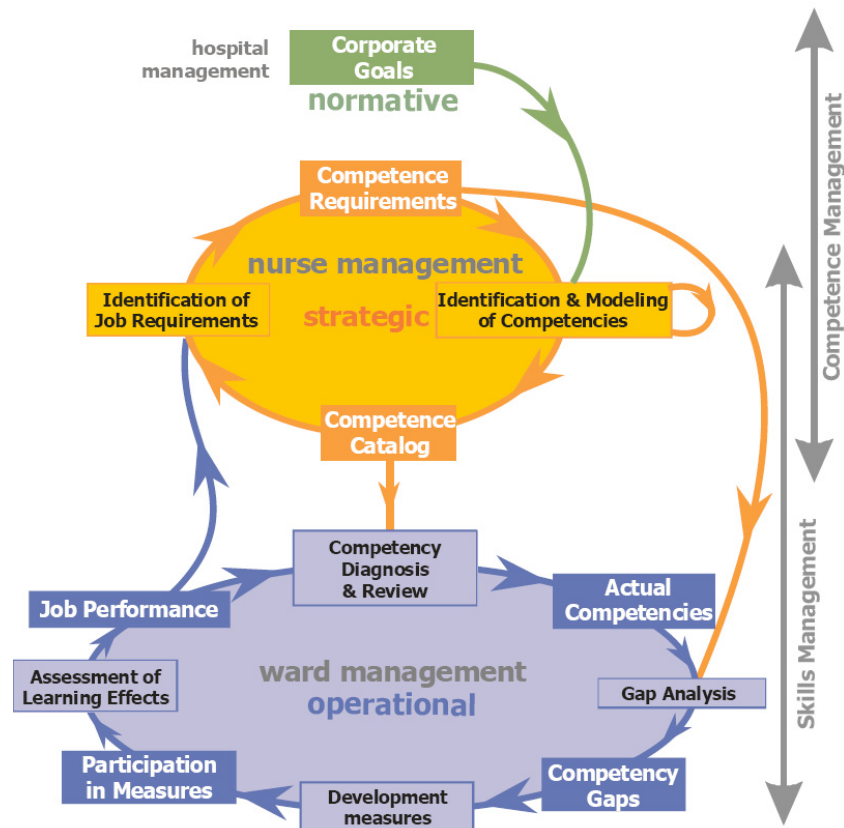 hospital
management
Corporate
Goals
normative
Competence
Requirements
nurse management
Identification of
Job Requirements
strategic
Identification & Modeling
of Competencies
Competence
Catalog
Competence Management
Competency
Diagnosis
& Review
Job Performance
Actual
Competencies
ward management
operational
Assessment of
Learning Effects
Gap Analysis
Participation
in Measures
Development
measures
Competency
Gaps
Skills Management